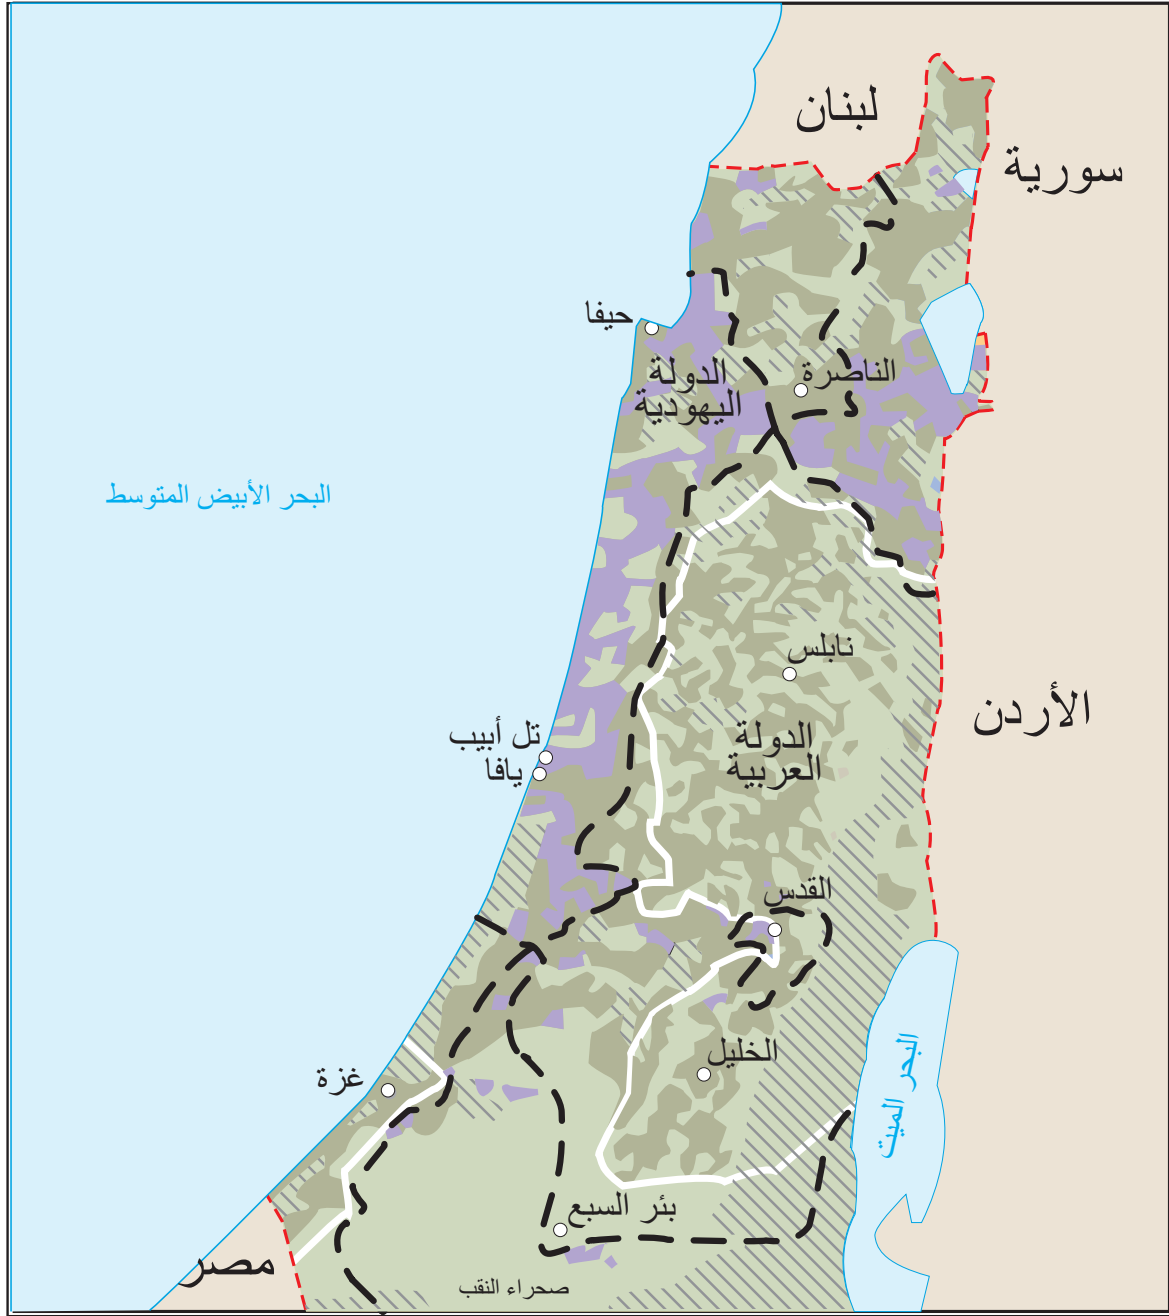 لبنان
سورية
حيفا
الناصرة
الدولة
اليهودية
البحر الأبيض المتوسط
نابلس
الأردن
تل أبيب
يافا
الدولة
العربية
القدس
الخليل
غزة
البحر الميت
بئر السبع
مصر
صحراء النقب